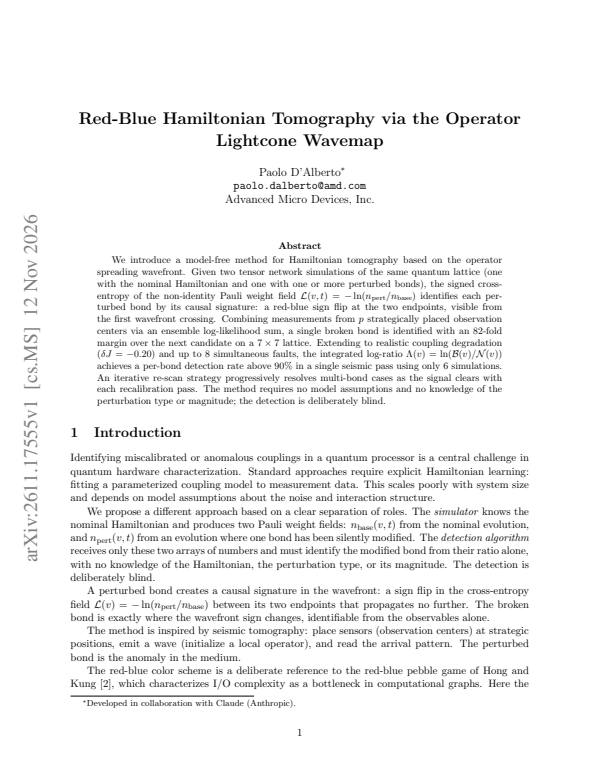 Red-Blue Hamiltonian Tomography via the Operator
Lightcone Wavemap
Paolo D'Alberto*
paolo.dalberto@amd.com
Advanced Micro Devices, Inc.
arXiv:2611.17555v1 [cs.MS] 12 Nov 2026
Abstract
We introduce a model-free method for Hamiltonian tomography based on the operator
spreading wavefront. Given two tensor network simulations of the same quantum lattice (one
with the nominal Hamiltonian and one with one or more perturbed bonds), the signed cross-
entropy of the non-identity Pauli weight field ℒ(v, t) = − ln(n_pert/n_base) identifies each per-
turbed bond by its causal signature: a red-blue sign flip at the two endpoints, visible from
the first wavefront crossing. Combining measurements from p strategically placed observation
centers via an ensemble log-likelihood sum, a single broken bond is identified with an 82-fold
margin over the next candidate on a 7 × 7 lattice. Extending to realistic coupling degradation
(δJ = −0.20) and up to 8 simultaneous faults, the integrated log-ratio Λ(v) = ln(ℬ(v)/𝒩(v))
achieves a per-bond detection rate above 90% in a single seismic pass using only 6 simulations.
An iterative re-scan strategy progressively resolves multi-bond cases as the signal clears with
each recalibration pass. The method requires no model assumptions and no knowledge of the
perturbation type or magnitude; the detection is deliberately blind.
1 Introduction
Identifying miscalibrated or anomalous couplings in a quantum processor is a central challenge in
quantum hardware characterization. Standard approaches require explicit Hamiltonian learning:
fitting a parameterized coupling model to measurement data. This scales poorly with system size
and depends on model assumptions about the noise and interaction structure.
We propose a different approach based on a clear separation of roles. The simulator knows the
nominal Hamiltonian and produces two Pauli weight fields: n_base(v, t) from the nominal evolution,
and n_pert(v, t) from an evolution where one bond has been silently modified. The detection algorithm
receives only these two arrays of numbers and must identify the modified bond from their ratio alone,
with no knowledge of the Hamiltonian, the perturbation type, or its magnitude. The detection is
deliberately blind.
A perturbed bond creates a causal signature in the wavefront: a sign flip in the cross-entropy
field ℒ(v) = − ln(n_pert/n_base) between its two endpoints that propagates no further. The broken
bond is exactly where the wavefront sign changes, identifiable from the observables alone.
The method is inspired by seismic tomography: place sensors (observation centers) at strategic
positions, emit a wave (initialize a local operator), and read the arrival pattern. The perturbed
bond is the anomaly in the medium.
The red-blue color scheme is a deliberate reference to the red-blue pebble game of Hong and
Kung [2], which characterizes I/O complexity as a bottleneck in computational graphs. Here the
*Developed in collaboration with Claude (Anthropic).
1